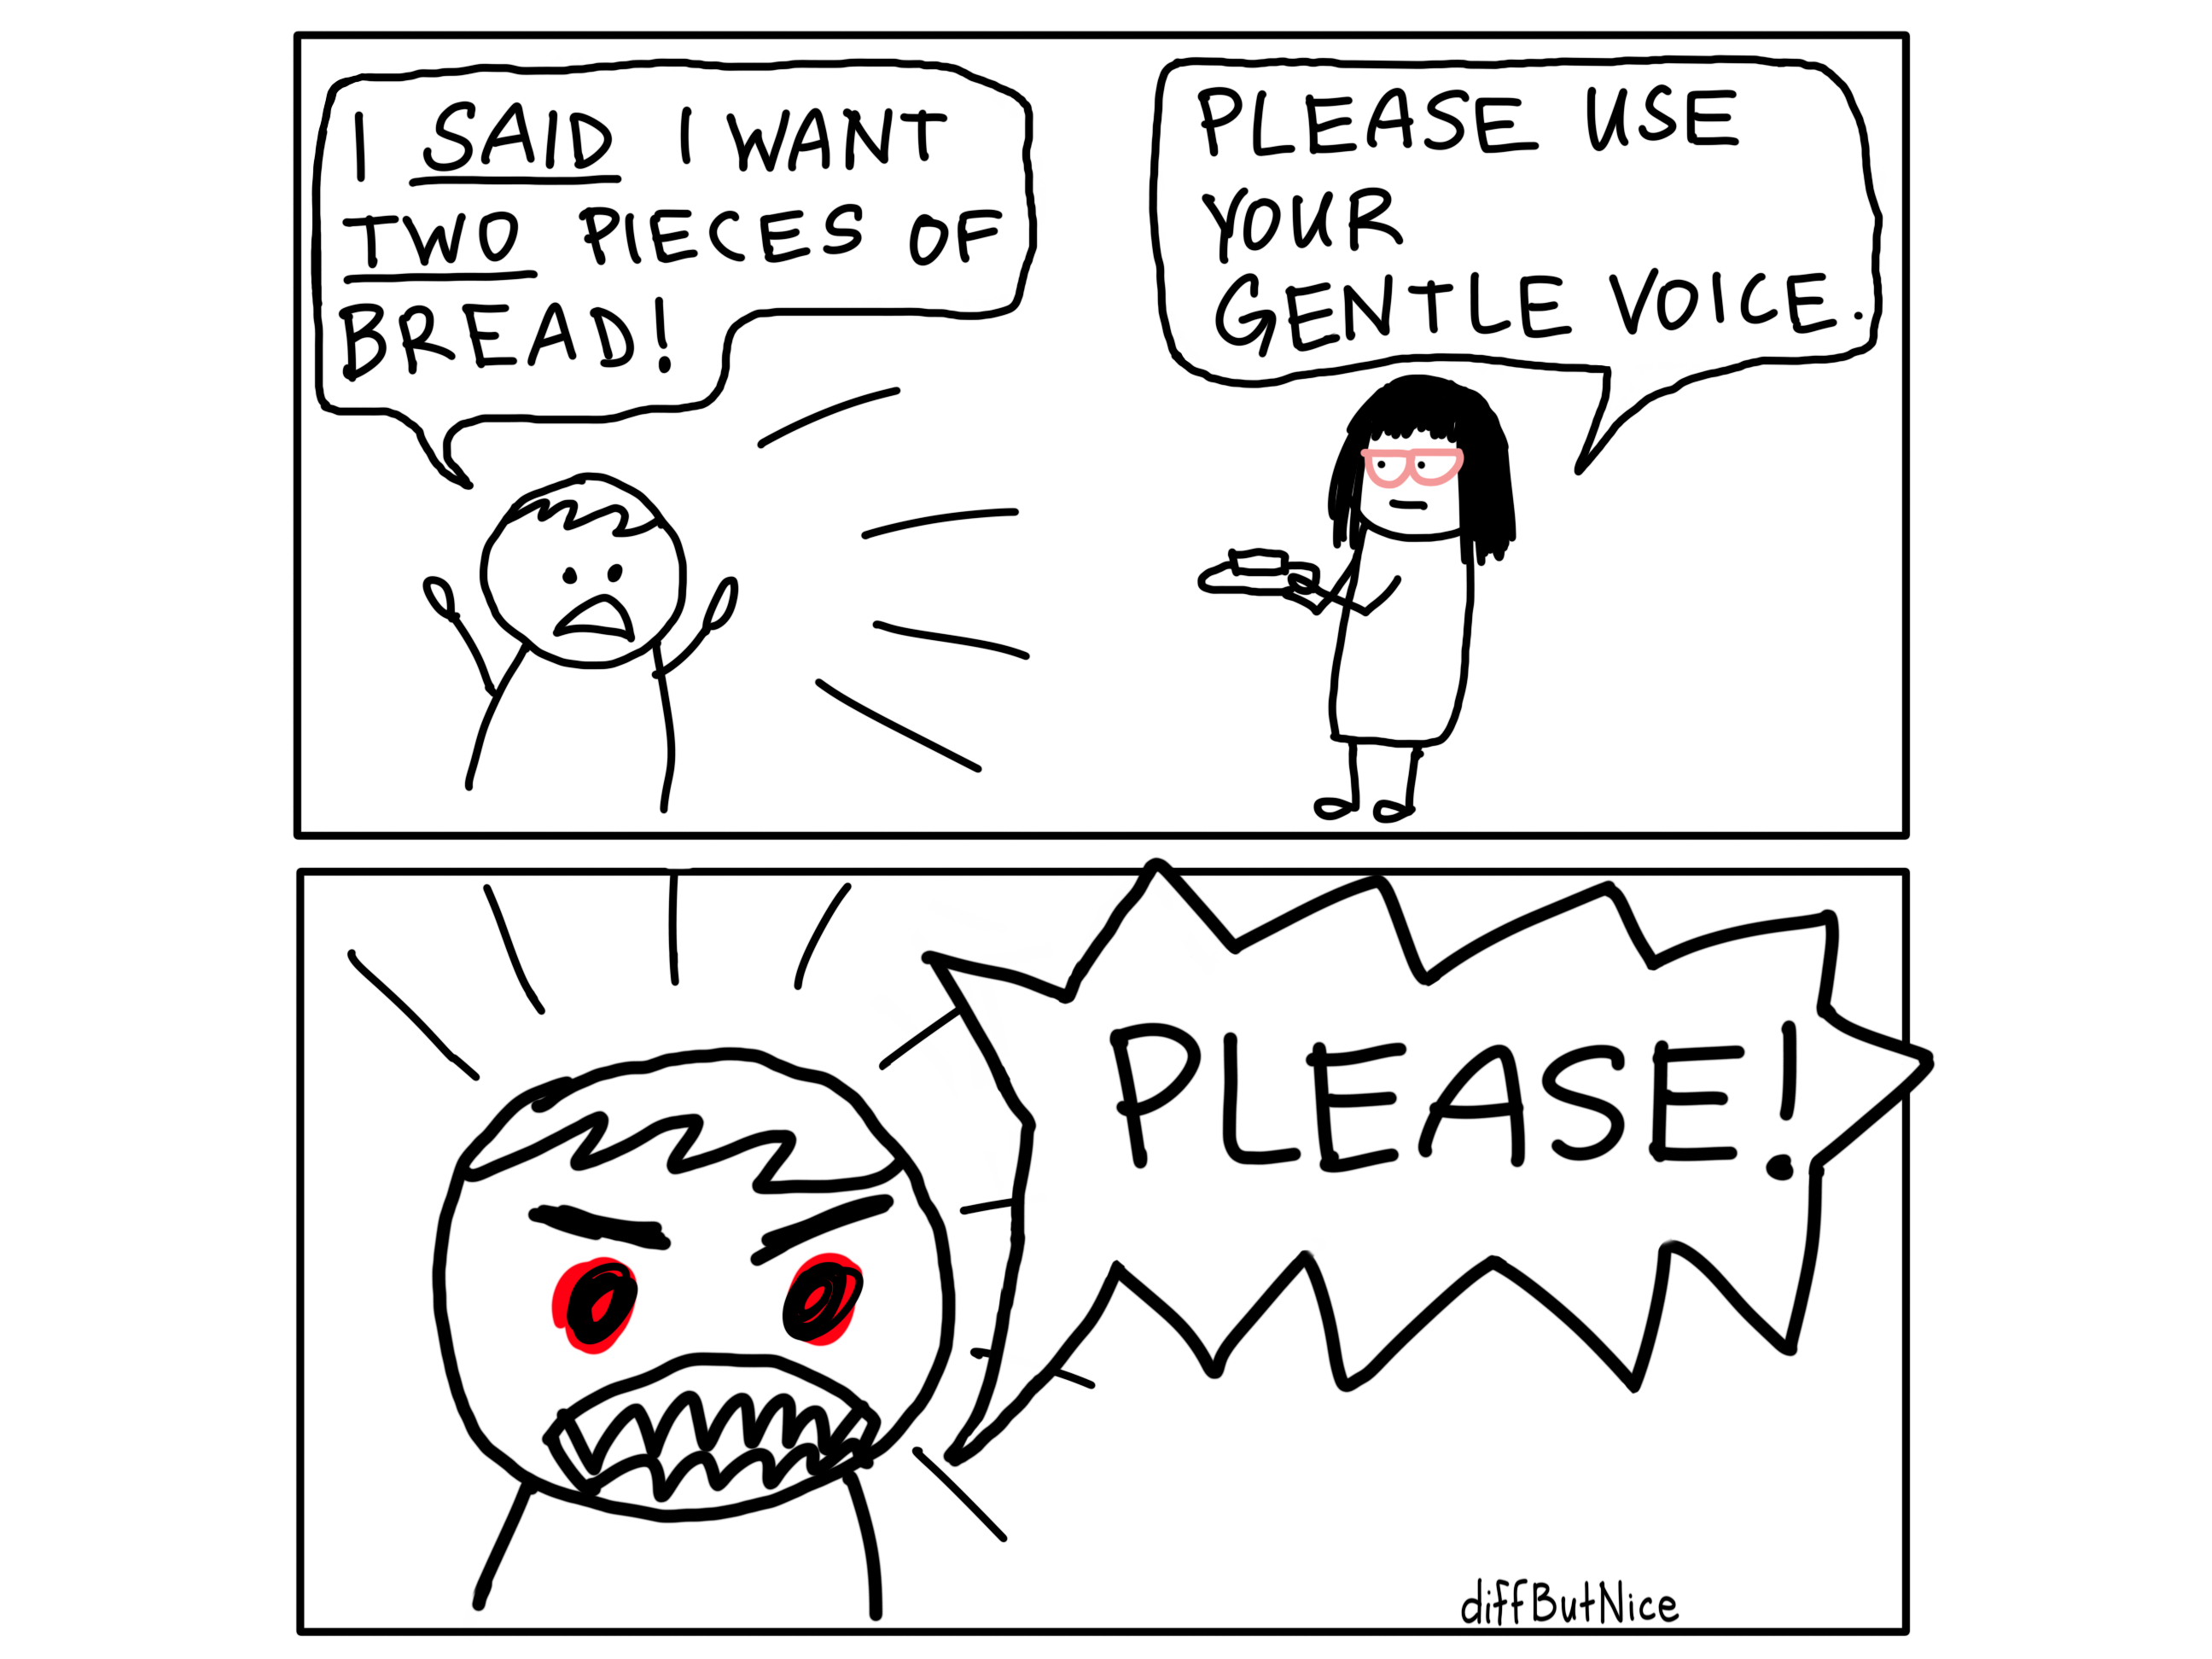 I SAID I WANT
TWO PIECES OF
BREAD!
PLEASE USE
YOUR
GENTLE VOICE.
PLEASE!
diffButNice